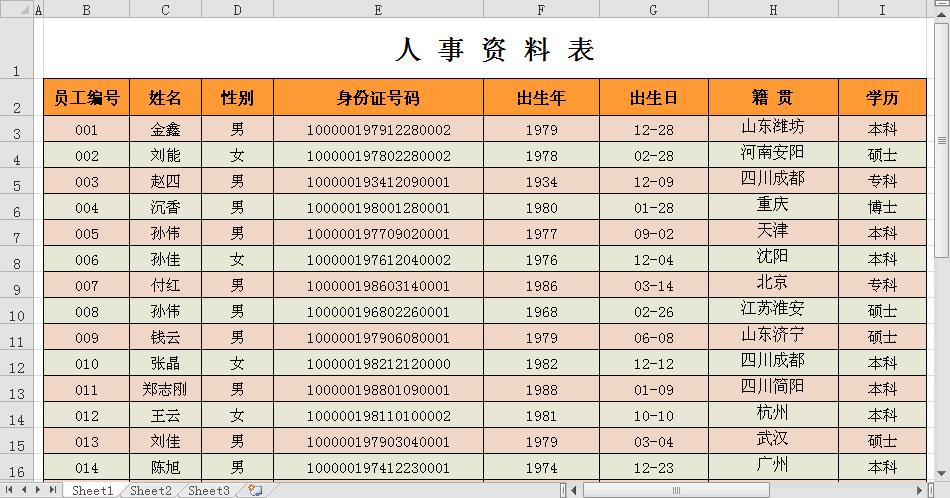 A B C D E F G H I
1 人 事 资 料 表
2 员工编号 姓名 性别 身份证号码 出生年 出生日 籍 贯 学历
3 001 金鑫 男 100000197912280002 1979 12-28 山东潍坊 本科
4 002 刘能 女 100000197802280002 1978 02-28 河南安阳 硕士
5 003 赵四 男 100000193412090001 1934 12-09 四川成都 专科
6 004 沉香 男 100000198001280001 1980 01-28 重庆 博士
7 005 孙伟 男 100000197709020001 1977 09-02 天津 本科
8 006 孙佳 女 100000197612040002 1976 12-04 沈阳 本科
9 007 付红 男 100000198603140001 1986 03-14 北京 专科
10 008 孙伟 男 100000196802260001 1968 02-26 江苏淮安 硕士
11 009 钱云 男 100000197906080001 1979 06-08 山东济宁 硕士
12 010 张晶 女 100000198212120000 1982 12-12 四川成都 本科
13 011 郑志刚 男 100000198801090001 1988 01-09 四川简阳 本科
14 012 王云 女 100000198110100002 1981 10-10 杭州 本科
15 013 刘佳 男 100000197903040001 1979 03-04 武汉 硕士
16 014 陈旭 男 100000197412230001 1974 12-23 广州 本科
Sheet1 Sheet2 Sheet3